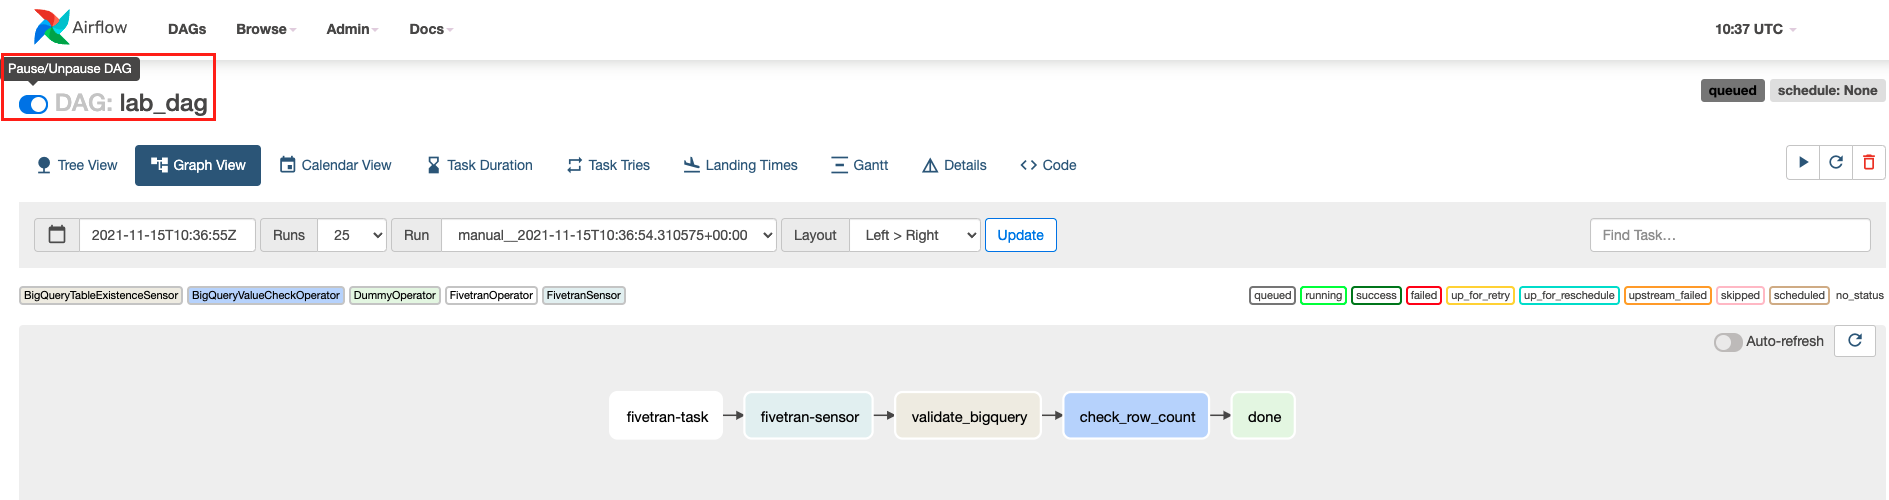 Airflow DAGs Browse Admin Docs 10:37 UTC
Pause/Unpause DAG
DAG: lab_dag queued schedule: None
Tree View Graph View Calendar View Task Duration Task Tries Landing Times Gantt Details Code
2021-11-15T10:36:55Z Runs 25 Run manual__2021-11-15T10:36:54.310575+00:00 Layout Left > Right Update Find Task...
BigQueryTableExistenceSensor BigQueryValueCheckOperator DummyOperator FivetranOperator FivetranSensor queued running success failed up_for_retry up_for_reschedule upstream_failed skipped scheduled no_status
Auto-refresh
fivetran-task fivetran-sensor validate_bigquery check_row_count done